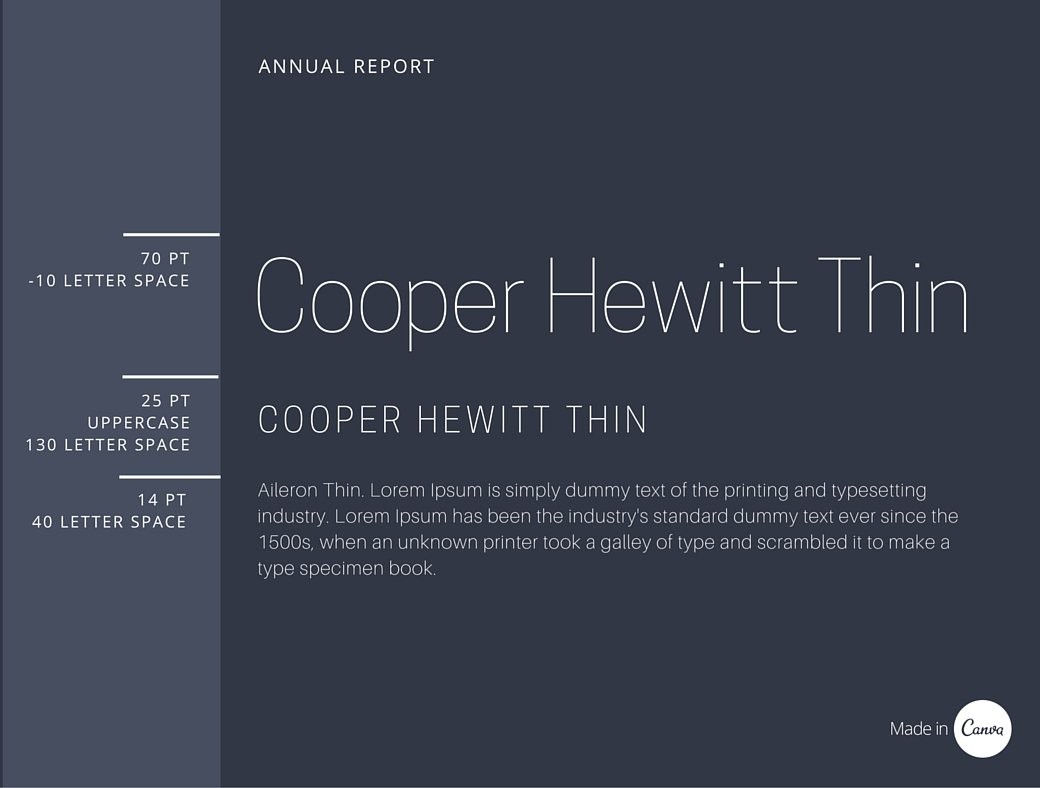 ANNUAL REPORT
70 PT
-10 LETTER SPACE
Cooper Hewitt Thin
25 PT
UPPERCASE
130 LETTER SPACE
COOPER HEWITT THIN
14 PT
40 LETTER SPACE
Aileron Thin. Lorem Ipsum is simply dummy text of the printing and typesetting
industry. Lorem Ipsum has been the industry's standard dummy text ever since the
1500s, when an unknown printer took a galley of type and scrambled it to make a
type specimen book.
Made in Canva